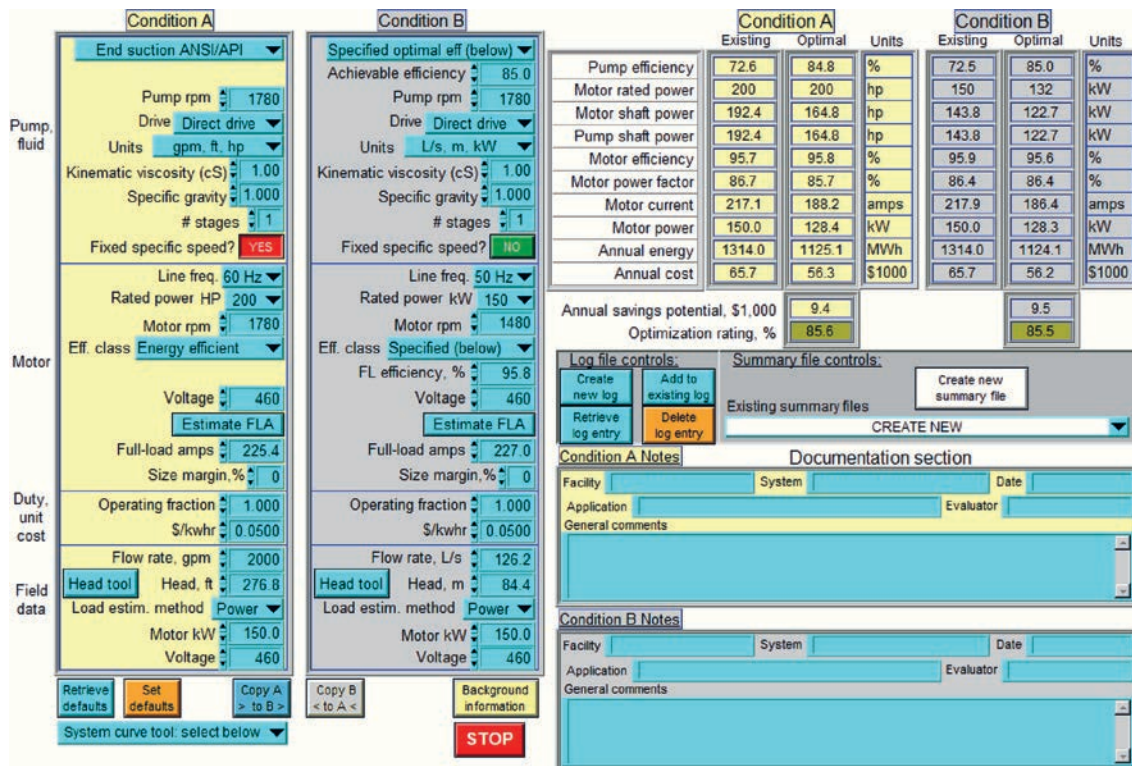 Condition A
End suction ANSI/API
Pump, fluid
Pump rpm 1780
Drive Direct drive
Units gpm, ft, hp
Kinematic viscosity (cS) 1.00
Specific gravity 1.000
# stages 1
Fixed specific speed? YES
Motor
Line freq. 60 Hz
Rated power HP 200
Motor rpm 1780
Eff. class Energy efficient
Voltage 460
Estimate FLA
Full-load amps 225.4
Size margin,% 0
Duty, unit cost
Operating fraction 1.000
$/kwhr 0.0500
Field data
Flow rate, gpm 2000
Head tool Head, ft 276.8
Load estim. method Power
Motor kW 150.0
Voltage 460
Condition B
Specified optimal eff (below)
Achievable efficiency 85.0
Pump rpm 1780
Drive Direct drive
Units L/s, m, kW
Kinematic viscosity (cS) 1.00
Specific gravity 1.000
# stages 1
Fixed specific speed? NO
Line freq. 50 Hz
Rated power kW 150
Motor rpm 1480
Eff. class Specified (below)
FL efficiency, % 95.8
Voltage 460
Estimate FLA
Full-load amps 227.0
Size margin,% 0
Operating fraction 1.000
$/kwhr 0.0500
Flow rate, L/s 126.2
Head tool Head, m 84.4
Load estim. method Power
Motor kW 150.0
Voltage 460
Retrieve defaults
Set defaults
Copy A > to B >
Copy B < to A <
Background information
System curve tool: select below
STOP
Condition A Condition B
Existing Optimal Units Existing Optimal Units
Pump efficiency 72.6 84.8 % 72.5 85.0 %
Motor rated power 200 200 hp 150 132 kW
Motor shaft power 192.4 164.8 hp 143.8 122.7 kW
Pump shaft power 192.4 164.8 hp 143.8 122.7 kW
Motor efficiency 95.7 95.8 % 95.9 95.6 %
Motor power factor 86.7 85.7 % 86.4 86.4 %
Motor current 217.1 188.2 amps 217.9 186.4 amps
Motor power 150.0 128.4 kW 150.0 128.3 kW
Annual energy 1314.0 1125.1 MWh 1314.0 1124.1 MWh
Annual cost 65.7 56.3 $1000 65.7 56.2 $1000
Annual savings potential, $1,000 9.4 9.5
Optimization rating, % 85.6 85.5
Log file controls:
Create new log
Add to existing log
Retrieve log entry
Delete log entry
Summary file controls:
Create new summary file
Existing summary files
CREATE NEW
Condition A Notes Documentation section
Facility System Date
Application Evaluator
General comments
Condition B Notes
Facility System Date
Application Evaluator
General comments